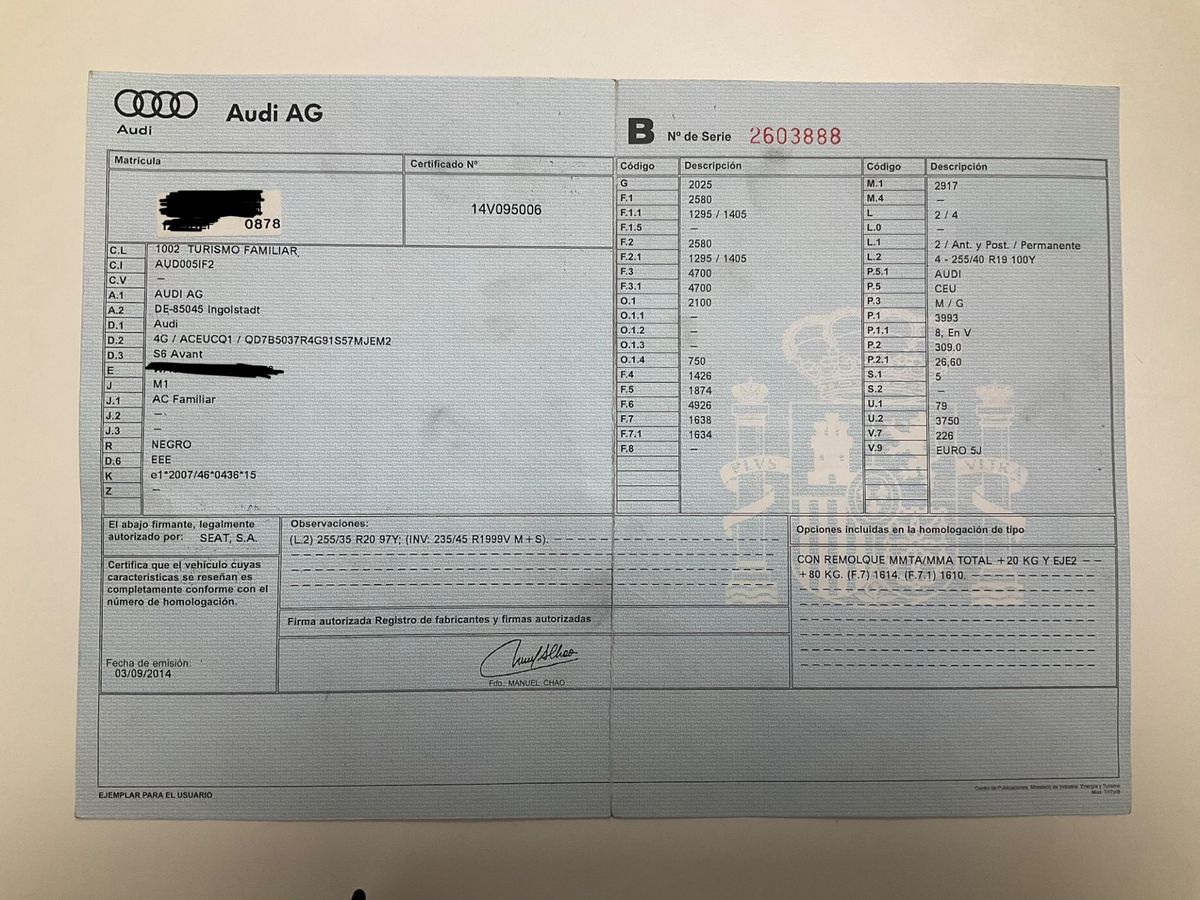 Audi
Audi AG
B Nº de Serie 2603888
Matrícula
Certificado Nº
0878
14V095006
C.L 1002 TURISMO FAMILIAR
C.I AUD005IF2
C.V –
A.1 AUDI AG
A.2 DE-85045 Ingolstadt
D.1 Audi
D.2 4G / ACEUCQ1 / QD7B5037R4G91S57MJEM2
D.3 S6 Avant
E
J M1
J.1 AC Familiar
J.2 –
J.3 –
R NEGRO
D.6 EEE
K e1*2007/46*0436*15
Z –
Código Descripción
G 2025
F.1 2580
F.1.1 1295 / 1405
F.1.5 –
F.2 2580
F.2.1 1295 / 1405
F.3 4700
F.3.1 4700
O.1 2100
O.1.1 –
O.1.2 –
O.1.3 –
O.1.4 750
F.4 1426
F.5 1874
F.6 4926
F.7 1638
F.7.1 1634
F.8 –
Código Descripción
M.1 2917
M.4 –
L 2 / 4
L.0 –
L.1 2 / Ant. y Post. / Permanente
L.2 4 - 255/40 R19 100Y
P.5.1 AUDI
P.5 CEU
P.3 M / G
P.1 3993
P.1.1 8, En V
P.2 309.0
P.2.1 26,60
S.1 5
S.2 –
U.1 79
U.2 3750
V.7 226
V.9 EURO 5J
PLVS VLTRA
El abajo firmante, legalmente
autorizado por: SEAT, S.A.
Certifica que el vehículo cuyas
características se reseñan es
completamente conforme con el
número de homologación.
Fecha de emisión:
03/09/2014
Observaciones:
(L.2) 255/35 R20 97Y; (INV: 235/45 R1999V M + S).
Firma autorizada Registro de fabricantes y firmas autorizadas
Fdo.: MANUEL CHAO
Opciones incluidas en la homologación de tipo
CON REMOLQUE MMTA/MMA TOTAL +20 KG Y EJE2
+80 KG. (F.7) 1614. (F.7.1) 1610.
EJEMPLAR PARA EL USUARIO
Centro de Publicaciones. Ministerio de Industria, Energía y Turismo